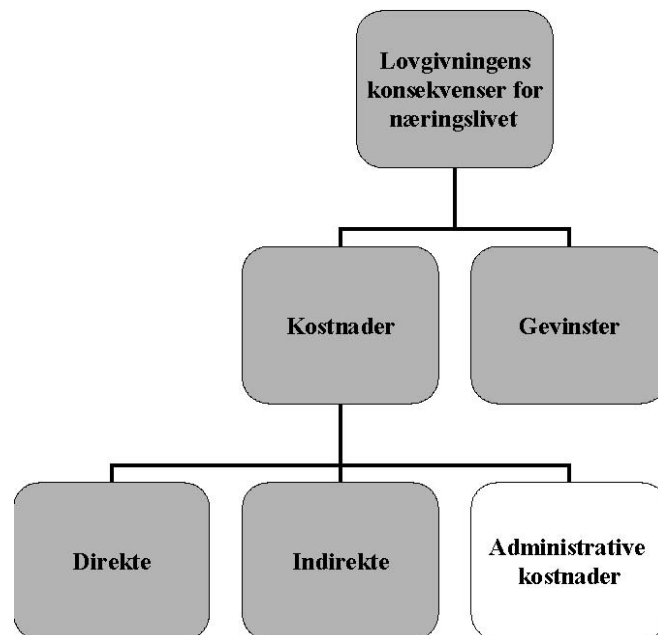 Lovgivningens
konsekvenser for
næringslivet
Kostnader
Gevinster
Direkte
Indirekte
Administrative
kostnader